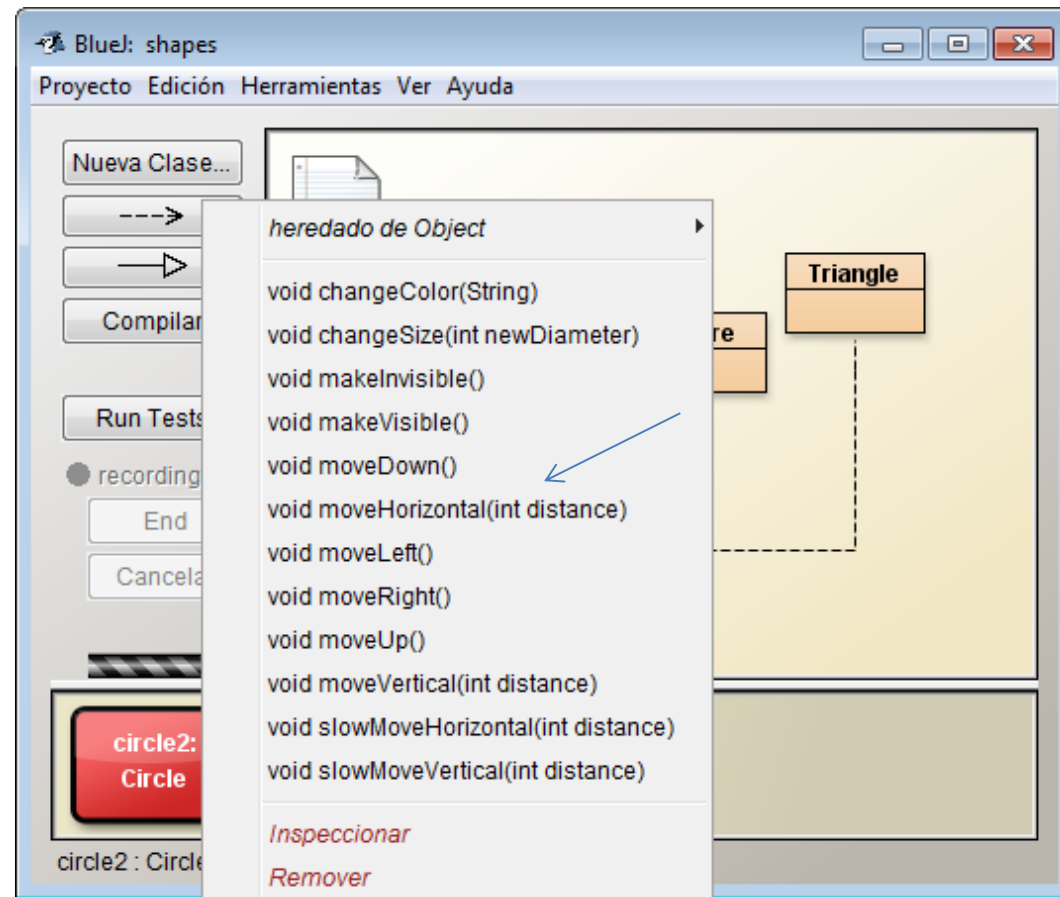 BlueJ: shapes
Proyecto Edición Herramientas Ver Ayuda
Nueva Clase...
Compilar
Run Tests
recording
End
Cancela
heredado de Object
void changeColor(String)
void changeSize(int newDiameter)
void makeInvisible()
void makeVisible()
void moveDown()
void moveHorizontal(int distance)
void moveLeft()
void moveRight()
void moveUp()
void moveVertical(int distance)
void slowMoveHorizontal(int distance)
void slowMoveVertical(int distance)
Inspeccionar
Remover
re
Triangle
circle2:
Circle
circle2 : Circle